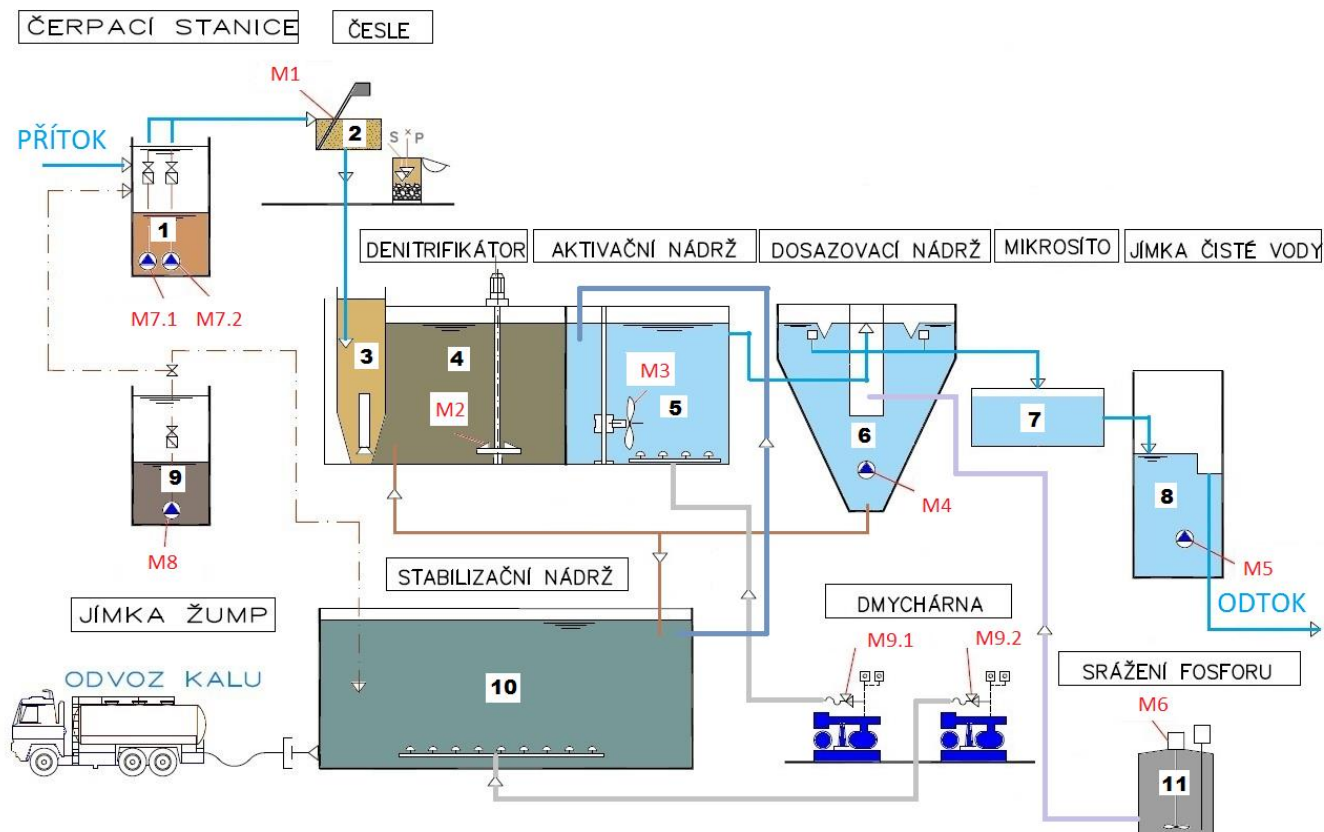 ČERPACÍ STANICE
ČESLE
M1
PŘÍTOK
2
S × P
1
M7.1
M7.2
DENITRIFIKÁTOR
AKTIVAČNÍ NÁDRŽ
DOSAZOVACÍ NÁDRŽ
MIKROSÍTO
JÍMKA ČISTÉ VODY
3
4
M2
M3
5
6
M4
7
8
M5
ODTOK
9
M8
STABILIZAČNÍ NÁDRŽ
JÍMKA ŽUMP
DMYCHÁRNA
M9.1
M9.2
SRÁŽENÍ FOSFORU
M6
ODVOZ KALU
10
11